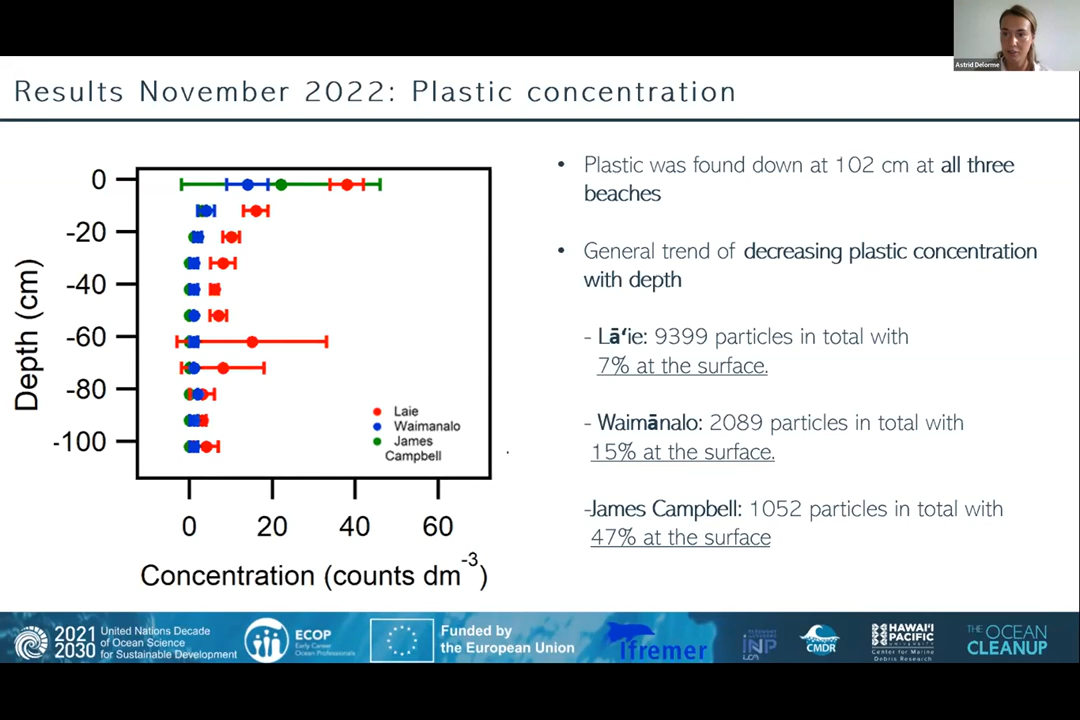 Astrid Delorme
Results November 2022: Plastic concentration
0
-20
-40
-60
-80
-100
Depth (cm)
Laie
Waimanalo
James
Campbell
0 20 40 60
Concentration (counts dm-3)
• Plastic was found down at 102 cm at all three
beaches
• General trend of decreasing plastic concentration
with depth
- Lāʻie: 9399 particles in total with
7% at the surface.
- Waimānalo: 2089 particles in total with
15% at the surface.
-James Campbell: 1052 particles in total with
47% at the surface
2021
2030
United Nations Decade
of Ocean Science
for Sustainable Development
ECOP
Early Career
Ocean Professionals
Funded by
the European Union
Ifremer
CMDR
HAWAI'I
PACIFIC
UNIVERSITY
Center for Marine
Debris Research
THE OCEAN
CLEANUP